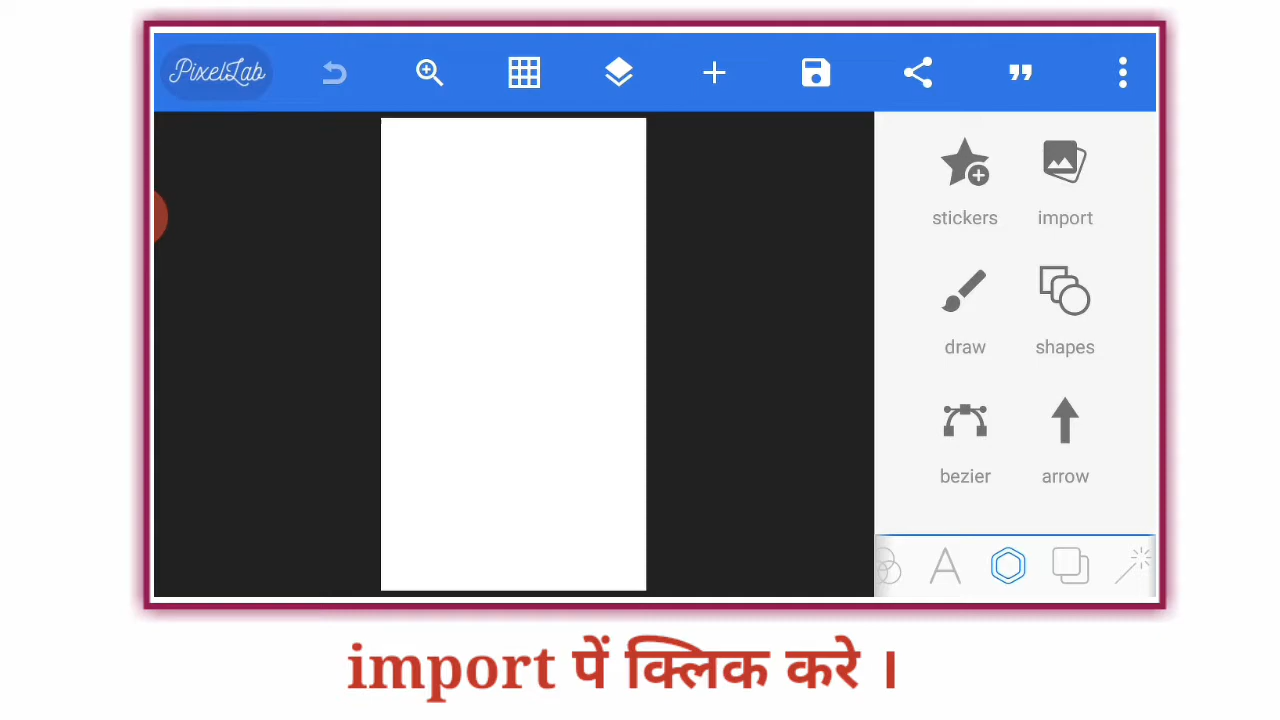 PixelLab
stickers
import
draw
shapes
bezier
arrow
import पें क्लिक करे ।